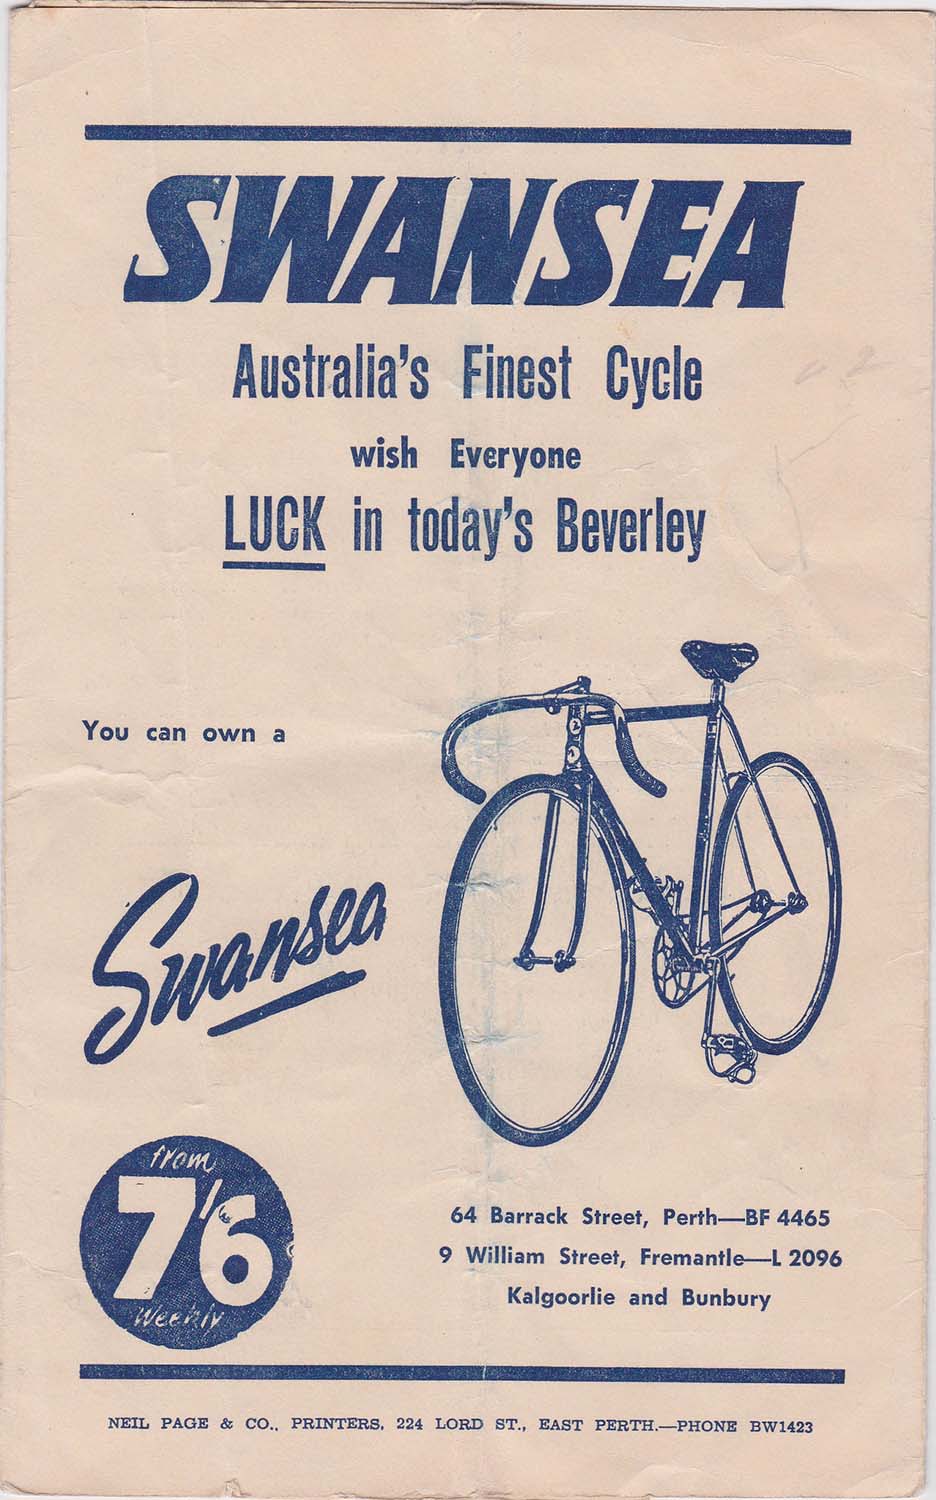 SWANSEA
Australia's Finest Cycle
wish Everyone
LUCK in today's Beverley
You can own a
Swansea
from
7/6
Weekly
64 Barrack Street, Perth—BF 4465
9 William Street, Fremantle—L 2096
Kalgoorlie and Bunbury
NEIL PAGE & CO., PRINTERS, 224 LORD ST., EAST PERTH.—PHONE BW1423